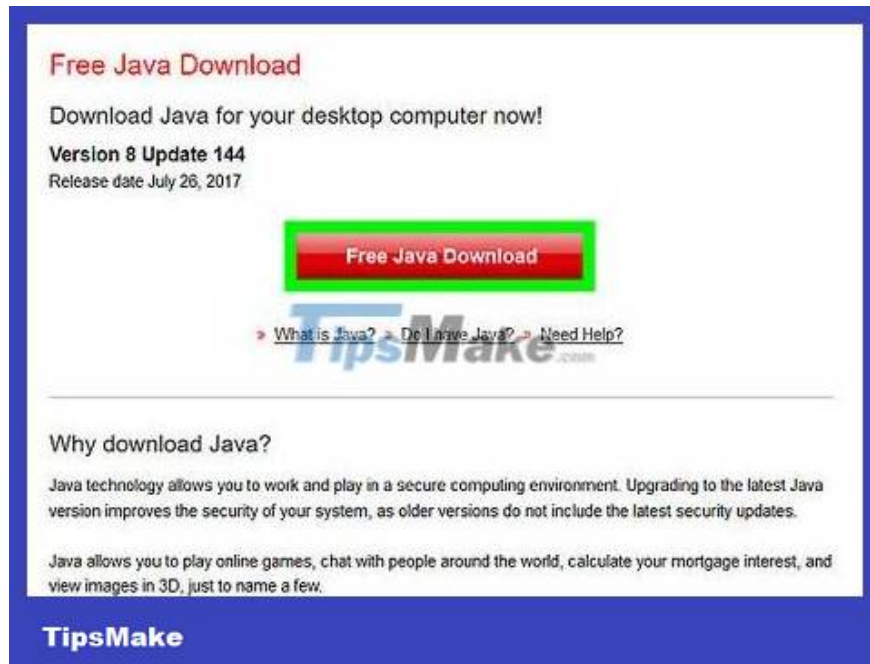 Free Java Download
Download Java for your desktop computer now!
Version 8 Update 144
Release date July 26, 2017
Free Java Download
» What is Java? » Do I have Java? » Need Help?
TipsMake.com
Why download Java?
Java technology allows you to work and play in a secure computing environment. Upgrading to the latest Java
version improves the security of your system, as older versions do not include the latest security updates.
Java allows you to play online games, chat with people around the world, calculate your mortgage interest, and
view images in 3D, just to name a few.
TipsMake